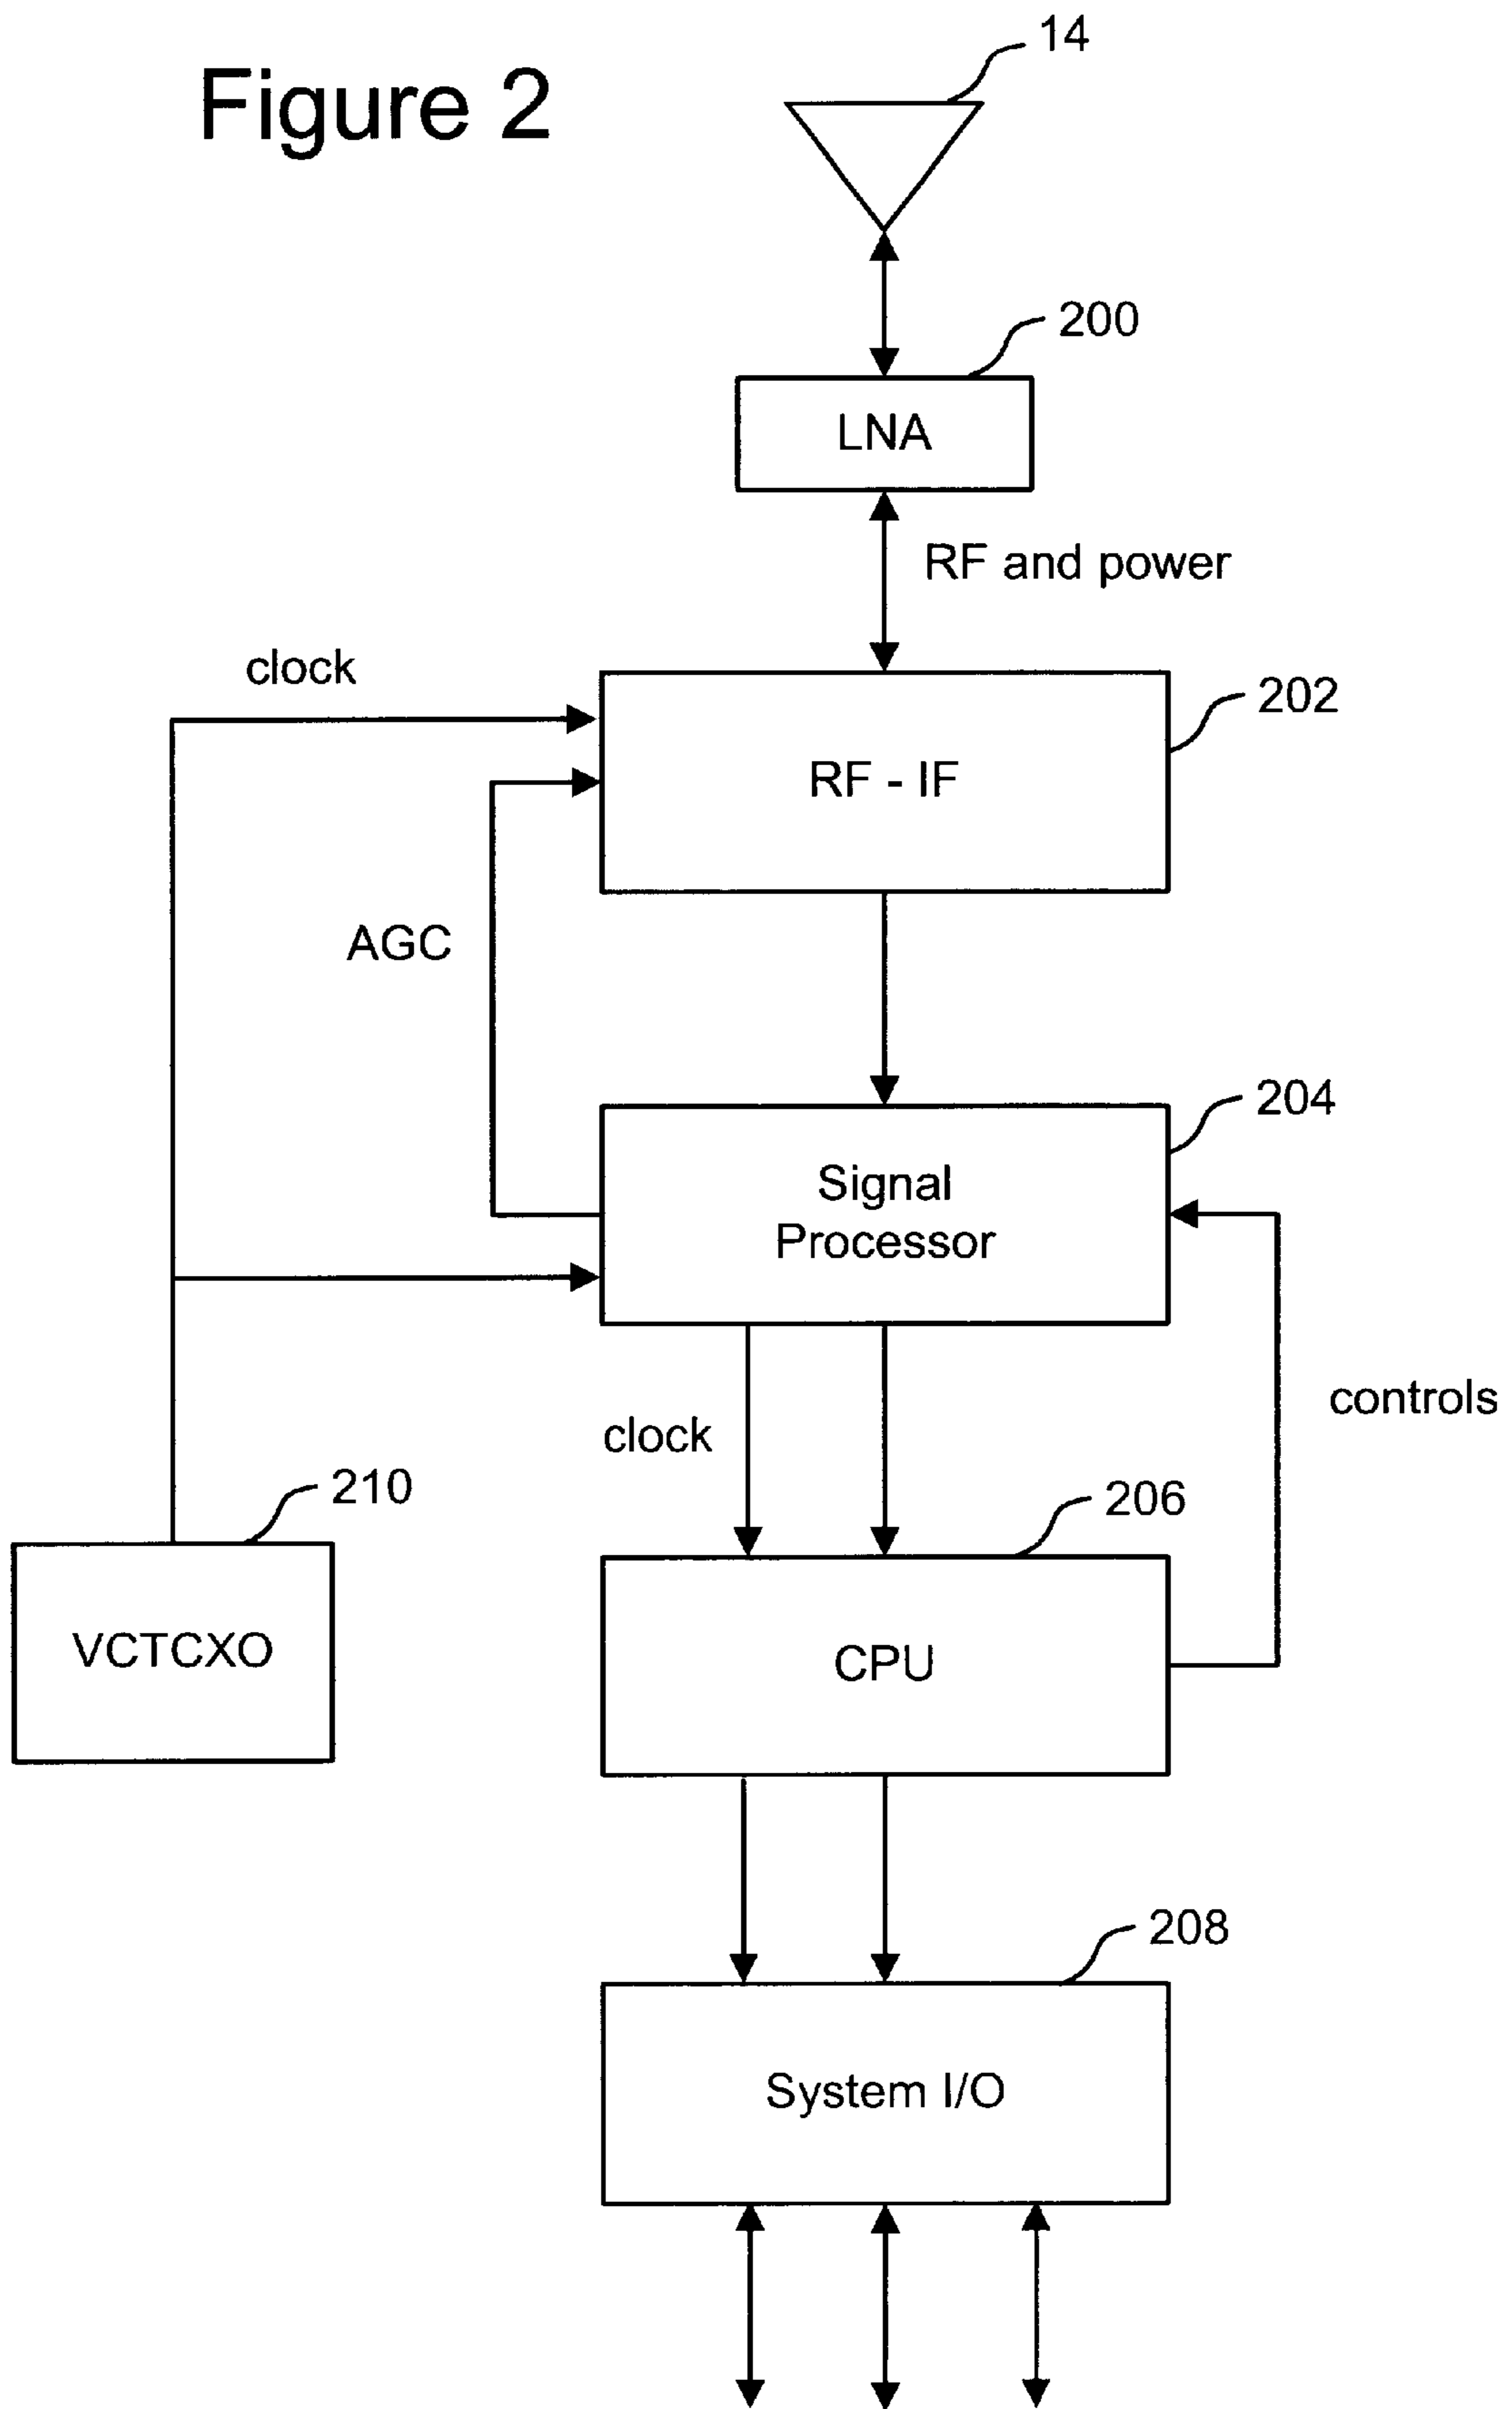 Figure 2
14
200
LNA
RF and power
clock
202
RF - IF
AGC
204
Signal
Processor
controls
clock
210
206
VCTCXO
CPU
208
System I/O